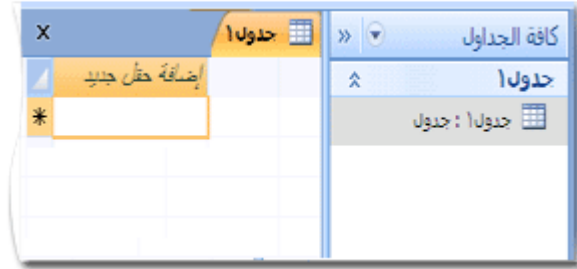 كافة الجداول
جدول١
جدول١ : جدول
جدول١
إضافة حقل جديد